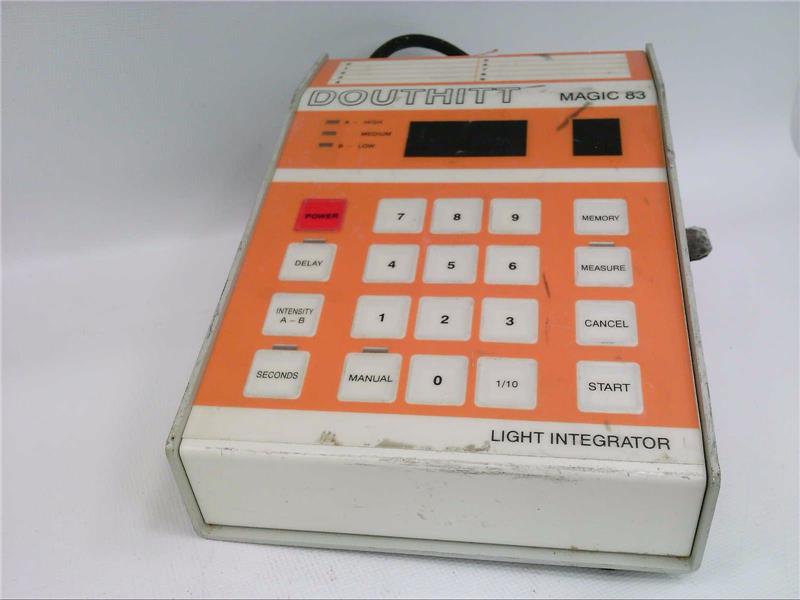 DOUTHITT MAGIC 83
A - HIGH
MEDIUM
B - LOW
POWER 7 8 9 MEMORY
DELAY 4 5 6 MEASURE
INTENSITY
A - B 1 2 3 CANCEL
SECONDS MANUAL 0 1/10 START
LIGHT INTEGRATOR